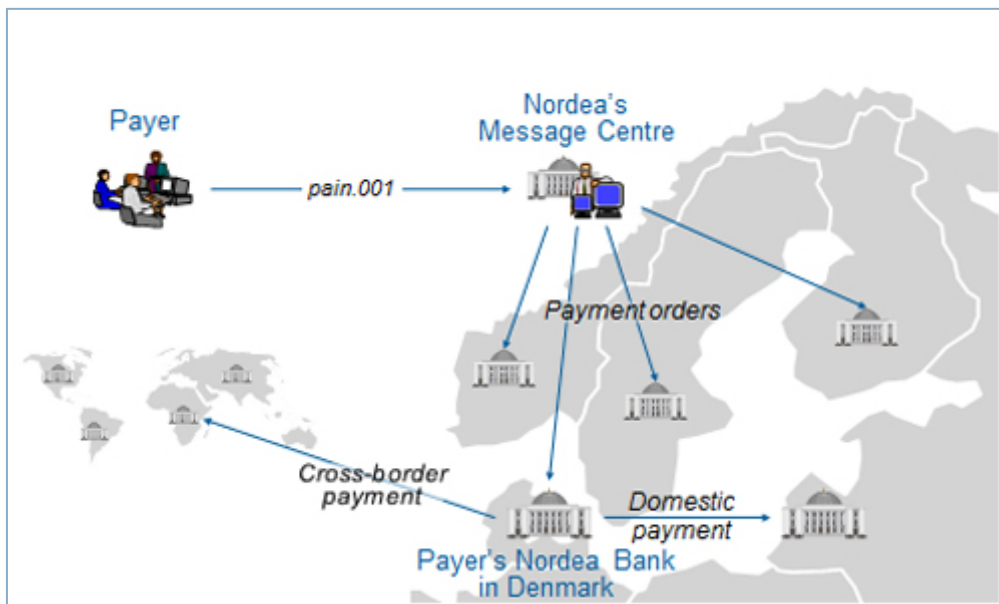 Payer
Nordea's
Message Centre
pain.001
Payment orders
Cross-border
payment
Domestic
payment
Payer's Nordea Bank
in Denmark